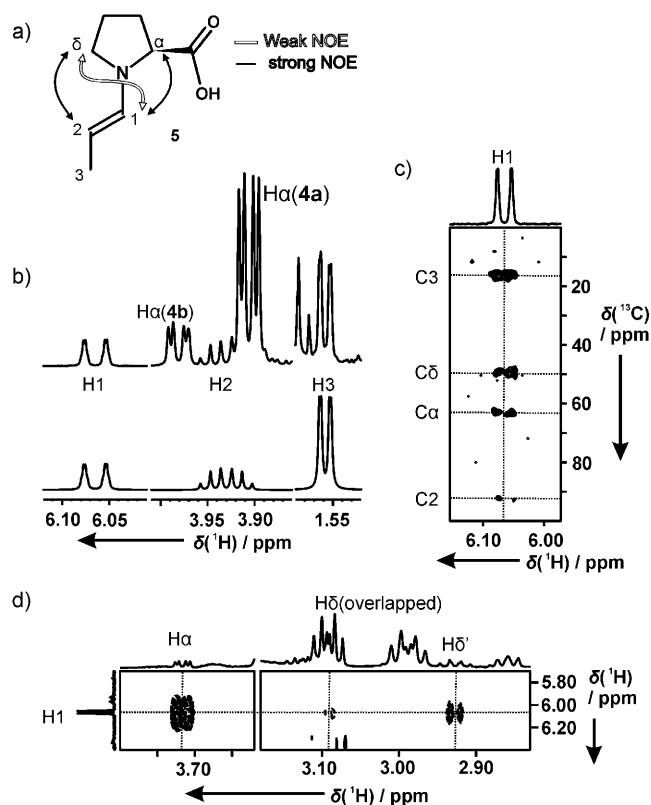 a)
δ
α
O
N
OH
2
1
3
5
Weak NOE
strong NOE
b)
Hα(4b)
Hα(4a)
H1
H2
H3
6.10
6.05
3.95
3.90
1.55
δ(¹H) / ppm
c)
H1
C3
Cδ
Cα
C2
20
40
60
80
δ(¹³C)
/ ppm
6.10
6.00
δ(¹H) / ppm
d)
Hδ(overlapped)
Hα
Hδ’
H1
5.80
6.00
6.20
δ(¹H)
/ ppm
3.70
3.10
3.00
2.90
δ(¹H) / ppm